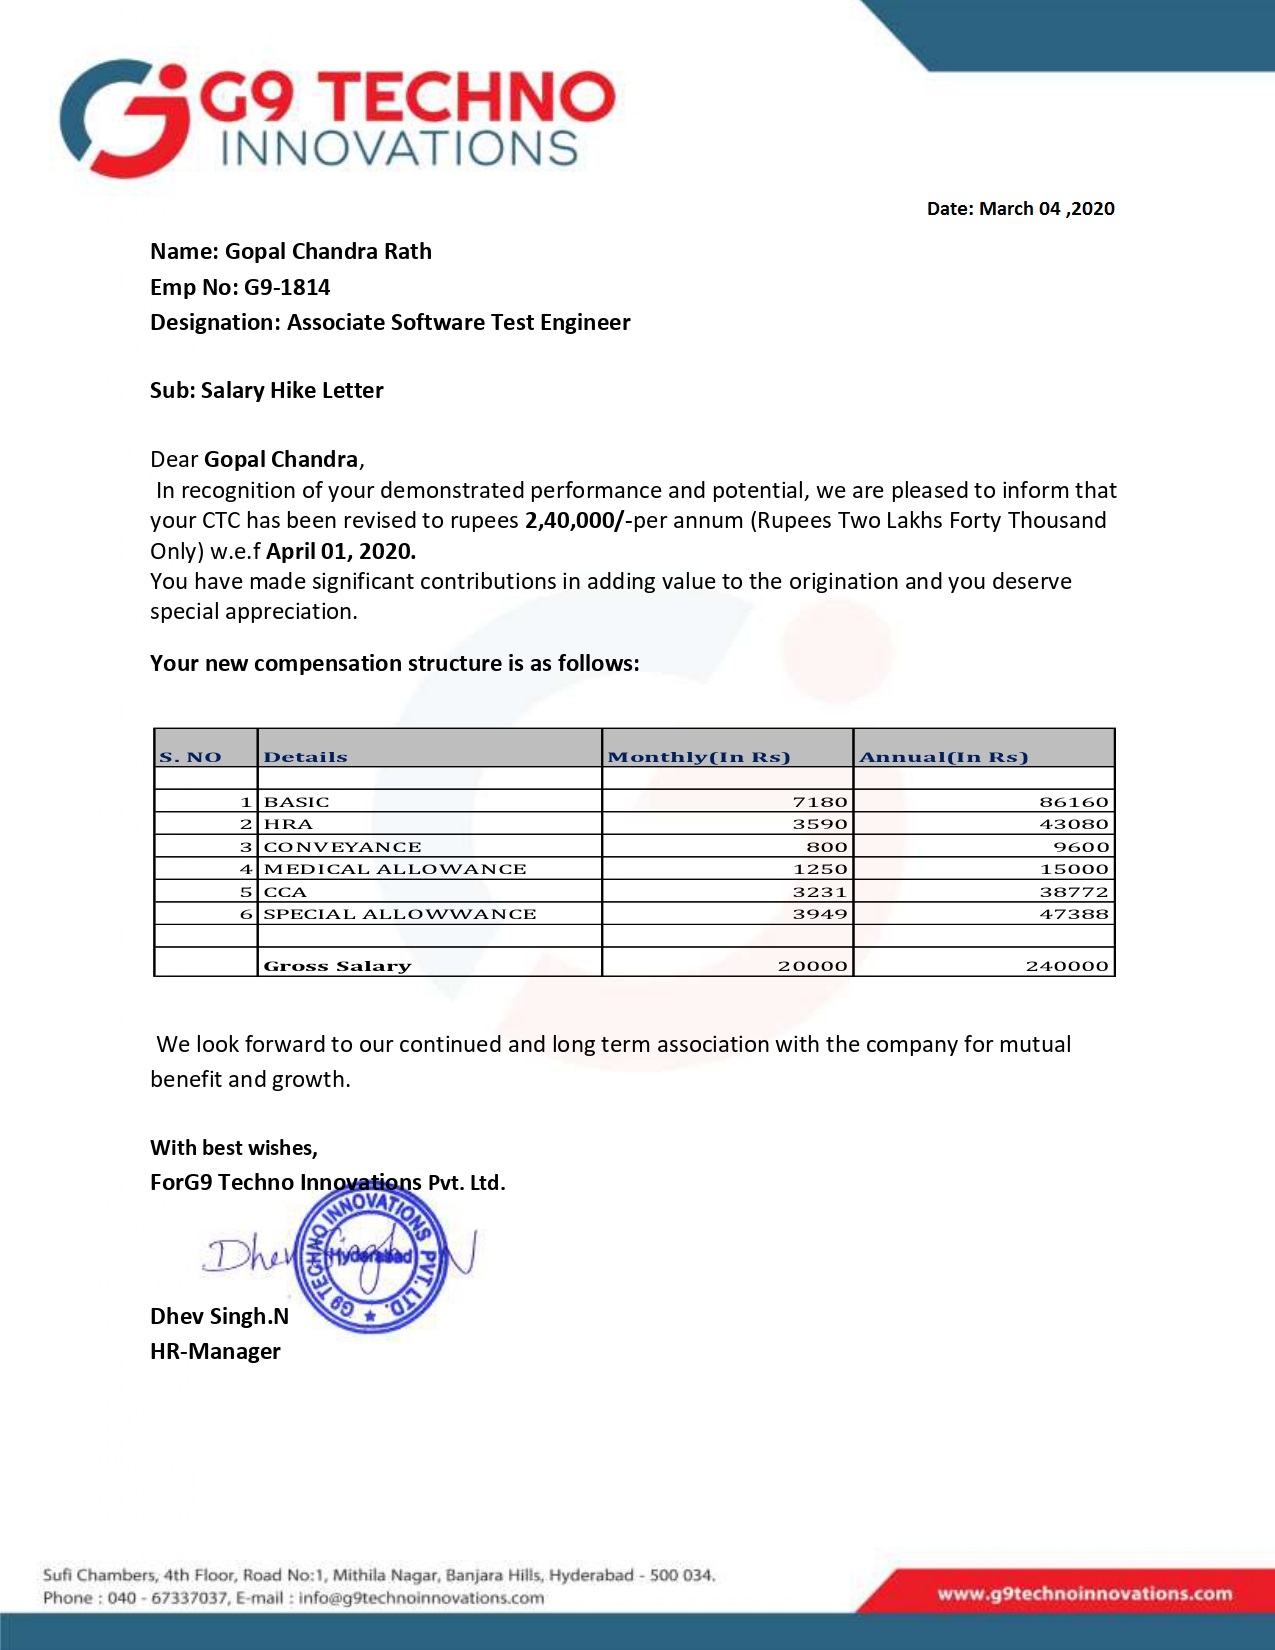 G9 TECHNO
INNOVATIONS
Date: March 04 ,2020
Name: Gopal Chandra Rath
Emp No: G9-1814
Designation: Associate Software Test Engineer
Sub: Salary Hike Letter
Dear Gopal Chandra,
In recognition of your demonstrated performance and potential, we are pleased to inform that
your CTC has been revised to rupees 2,40,000/-per annum (Rupees Two Lakhs Forty Thousand
Only) w.e.f April 01, 2020.
You have made significant contributions in adding value to the origination and you deserve
special appreciation.
Your new compensation structure is as follows:
S. NO Details Monthly(In Rs) Annual(In Rs)
1 BASIC 7180 86160
2 HRA 3590 43080
3 CONVEYANCE 800 9600
4 MEDICAL ALLOWANCE 1250 15000
5 CCA 3231 38772
6 SPECIAL ALLOWWANCE 3949 47388
Gross Salary 20000 240000
We look forward to our continued and long term association with the company for mutual
benefit and growth.
With best wishes,
ForG9 Techno Innovations Pvt. Ltd.
Dhev Singh N
G9 TECHNO INNOVATIONS PVT. LTD.
Hyderabad
Dhev Singh.N
HR-Manager
Sufi Chambers, 4th Floor, Road No:1, Mithila Nagar, Banjara Hills, Hyderabad - 500 034.
Phone : 040 - 67337037, E-mail : info@g9technoinnovations.com
www.g9technoinnovations.com